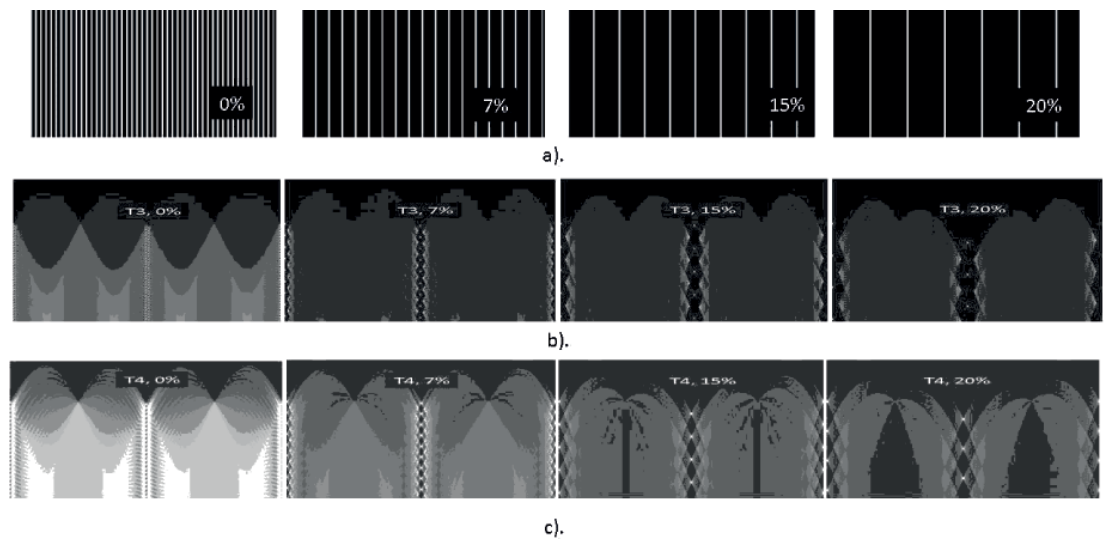 0%
7%
15%
20%
a).
T3, 0%
T3, 7%
T3, 15%
T3, 20%
b).
T4, 0%
T4, 7%
T4, 15%
T4, 20%
c).